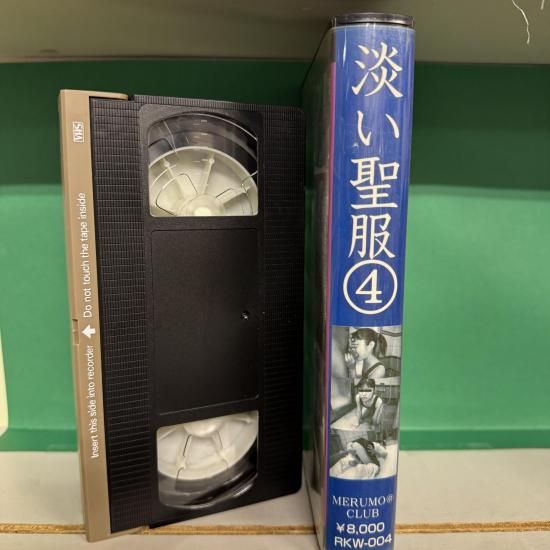 VHS
Insert this side into recorder ↑ Do not touch the tape inside
淡い聖服④
MERUMO@
CLUB
¥8,000
RKW-004